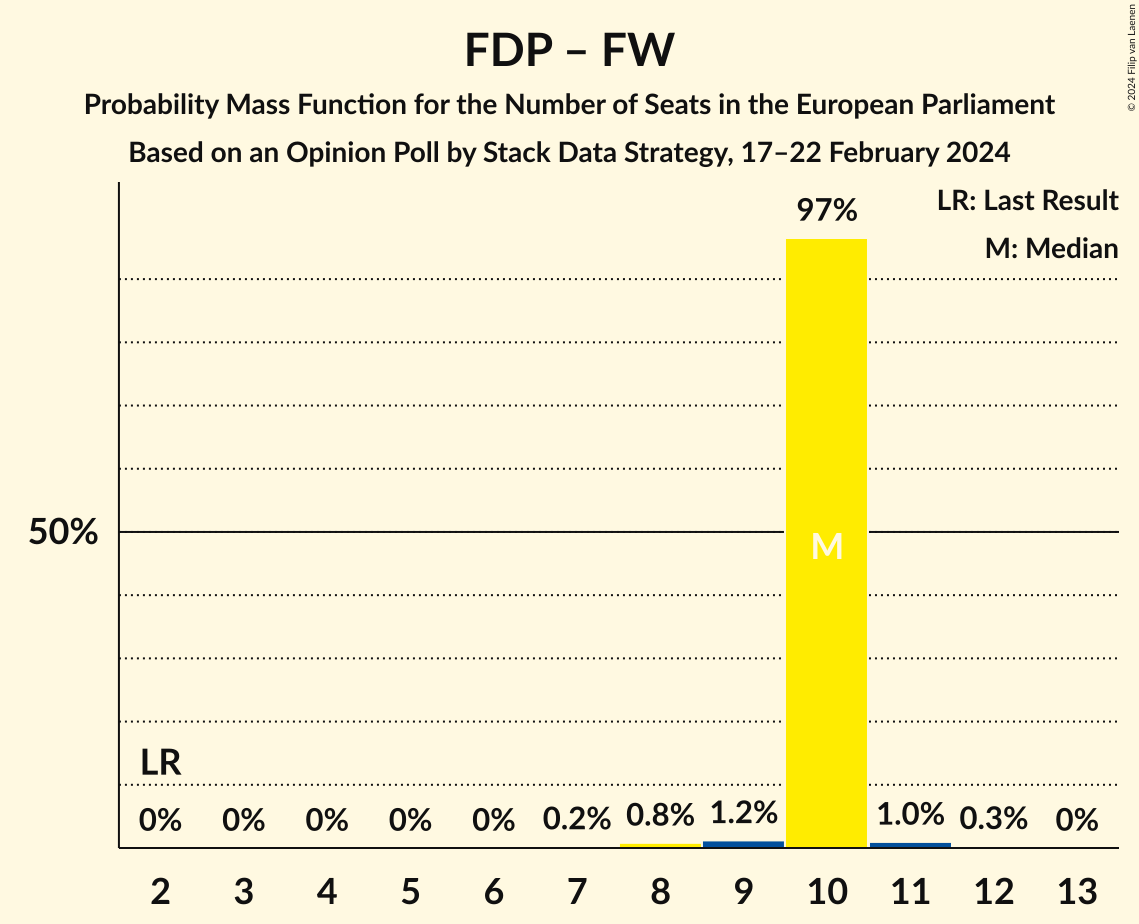 FDP – FW
Probability Mass Function for the Number of Seats in the European Parliament
Based on an Opinion Poll by Stack Data Strategy, 17–22 February 2024
© 2024 Filip van Laenen
LR: Last Result
M: Median
97%
50%
M
LR
0% 0% 0% 0% 0% 0.2% 0.8% 1.2% 1.0% 0.3% 0%
2 3 4 5 6 7 8 9 10 11 12 13